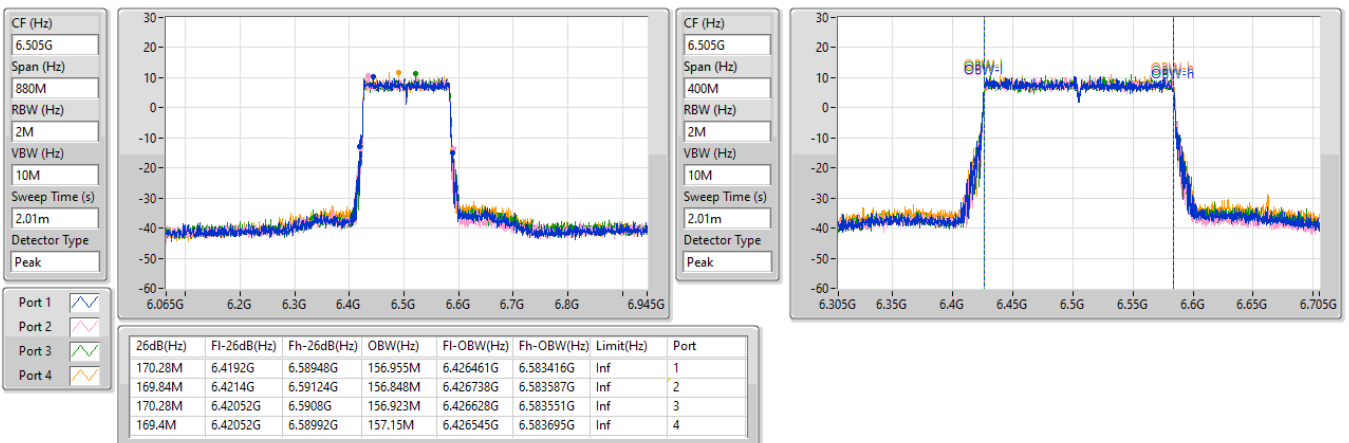 CF (Hz)
6.505G
Span (Hz)
880M
RBW (Hz)
2M
VBW (Hz)
10M
Sweep Time (s)
2.01m
Detector Type
Peak
Port 1
Port 2
Port 3
Port 4
30
20
10
0
-10
-20
-30
-40
-50
-60
6.065G 6.2G 6.3G 6.4G 6.5G 6.6G 6.7G 6.8G 6.945G
CF (Hz)
6.505G
Span (Hz)
400M
RBW (Hz)
2M
VBW (Hz)
10M
Sweep Time (s)
2.01m
Detector Type
Peak
30
20
10
0
-10
-20
-30
-40
-50
-60
OBW-l OBW-h
6.305G 6.35G 6.4G 6.45G 6.5G 6.55G 6.6G 6.65G 6.705G
26dB(Hz) Fl-26dB(Hz) Fh-26dB(Hz) OBW(Hz) Fl-OBW(Hz) Fh-OBW(Hz) Limit(Hz) Port
170.28M 6.4192G 6.58948G 156.955M 6.426461G 6.583416G Inf 1
169.84M 6.4214G 6.59124G 156.848M 6.426738G 6.583587G Inf 2
170.28M 6.42052G 6.5908G 156.923M 6.426628G 6.583551G Inf 3
169.4M 6.42052G 6.58992G 157.15M 6.426545G 6.583695G Inf 4